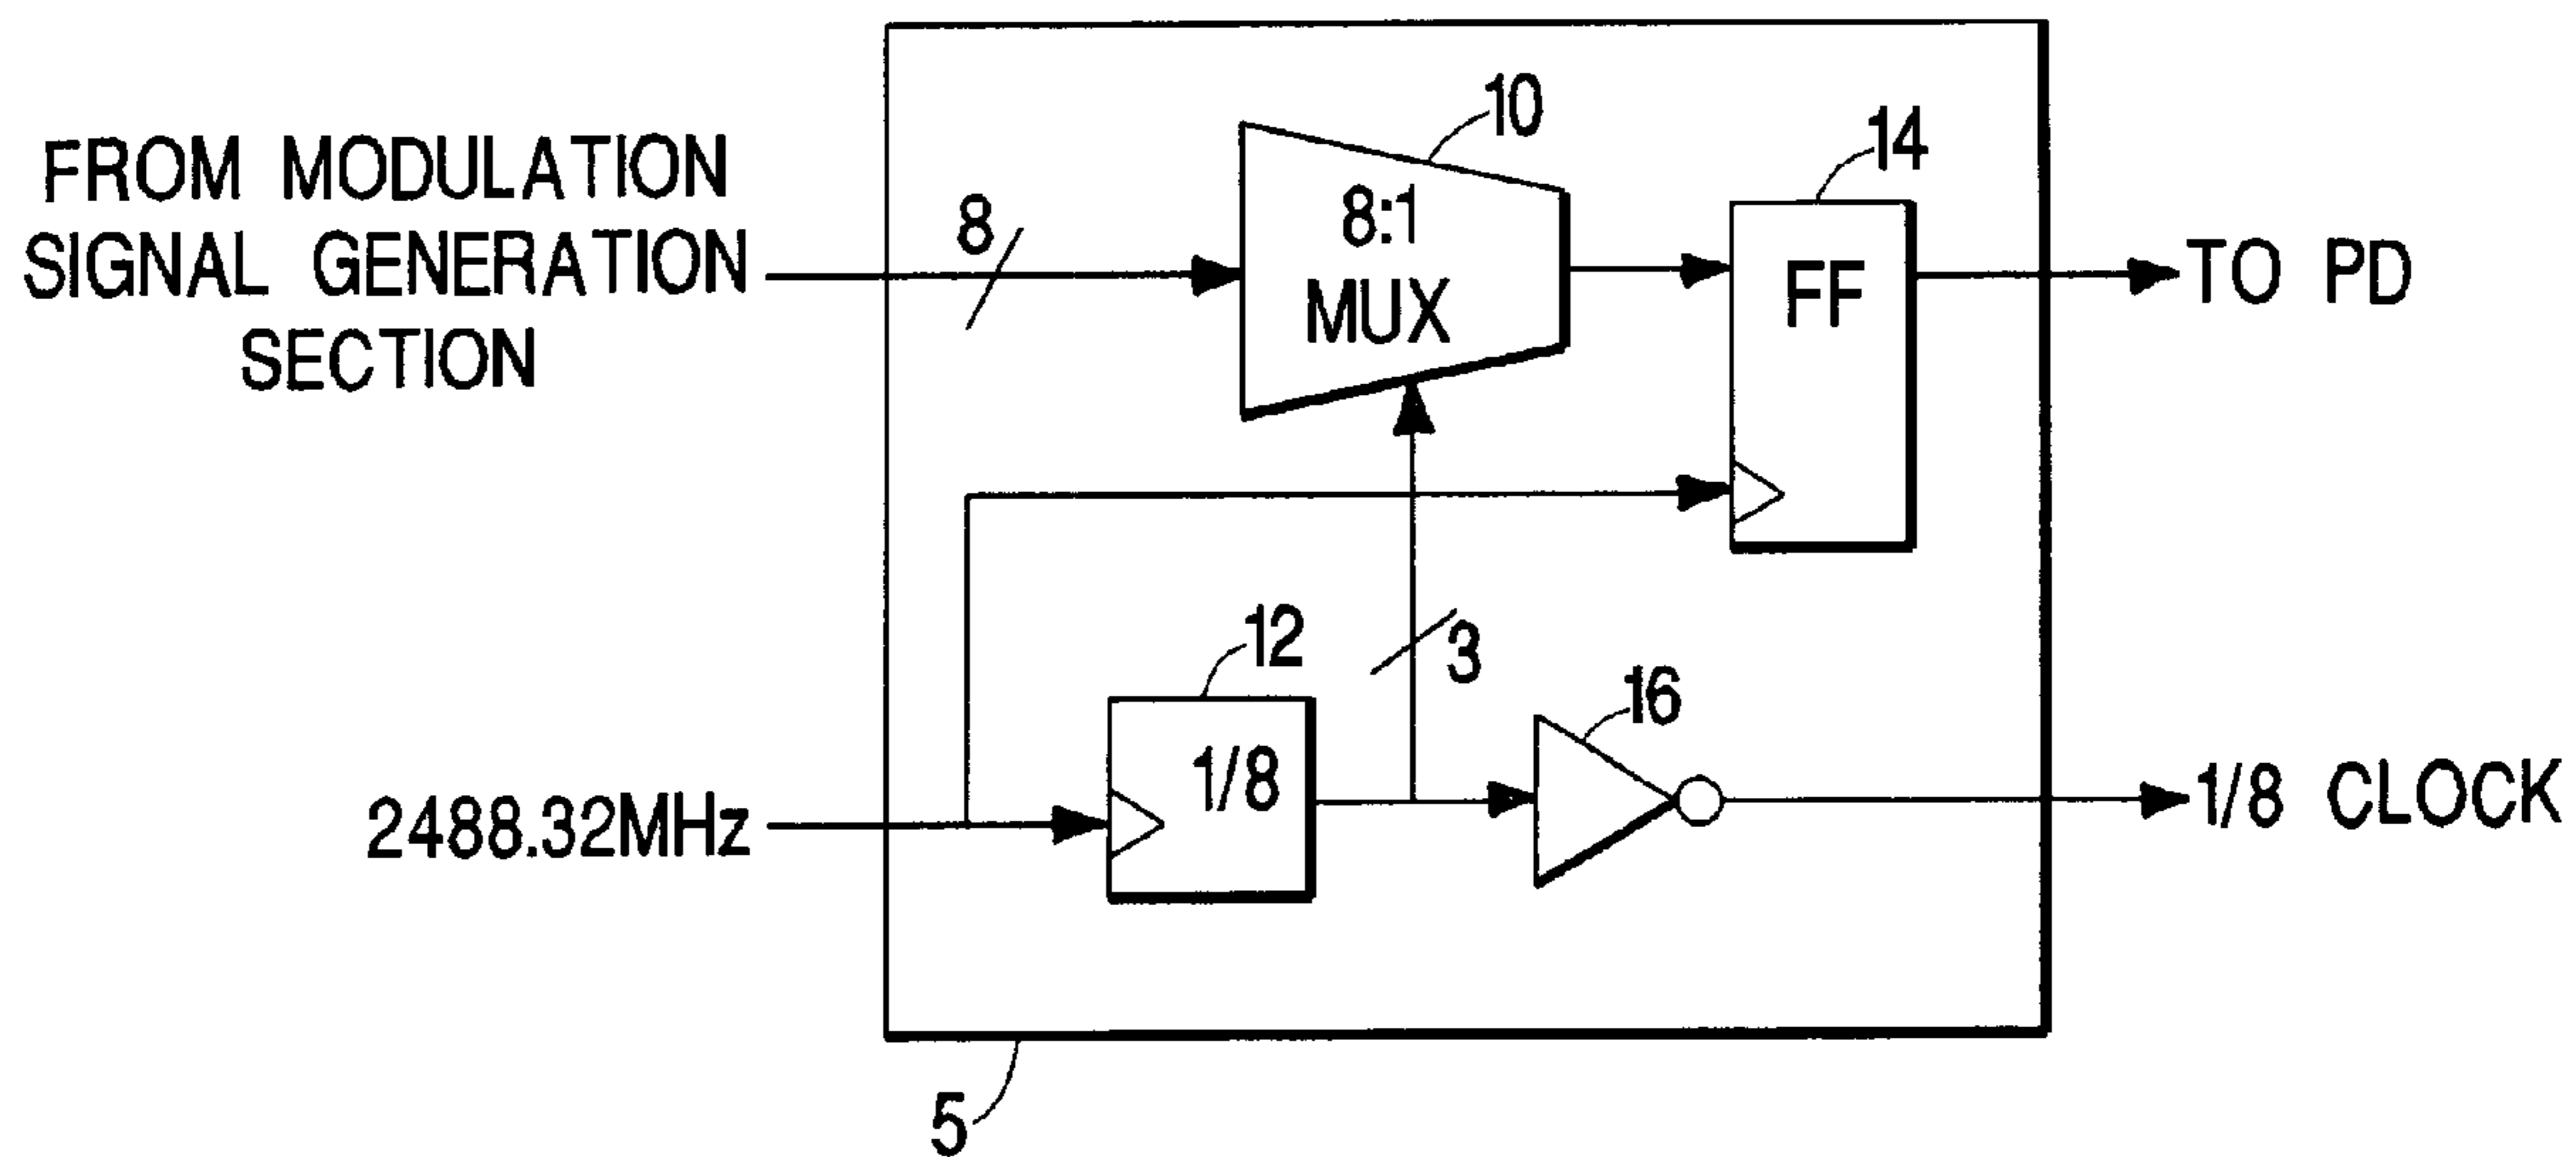 FROM MODULATION
SIGNAL GENERATION
SECTION
8
8:1
MUX
10
14
FF
TO PD
3
12
1/8
16
2488.32MHz
1/8 CLOCK
5